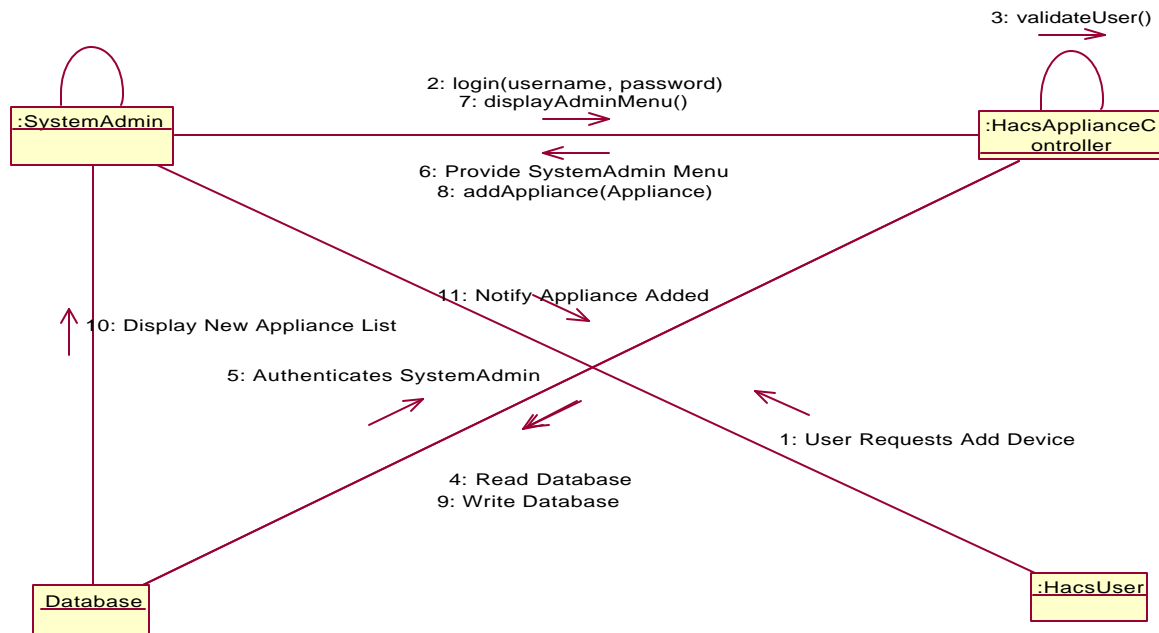 3: validateUser()
2: login(username, password)
7: displayAdminMenu()
:SystemAdmin
:HacsApplianceC
ontroller
6: Provide SystemAdmin Menu
8: addAppliance(Appliance)
11: Notify Appliance Added
10: Display New Appliance List
5: Authenticates SystemAdmin
1: User Requests Add Device
4: Read Database
9: Write Database
Database
:HacsUser